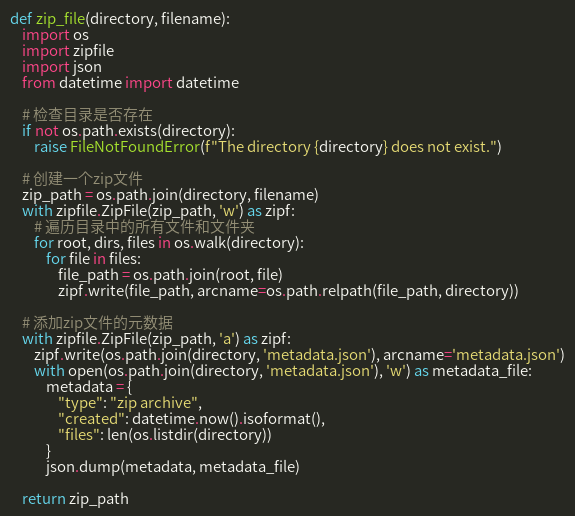 def zip_file(directory, filename):
    import os
    import zipfile
    import json
    from datetime import datetime

    # 检查目录是否存在
    if not os.path.exists(directory):
        raise FileNotFoundError(f"The directory {directory} does not exist.")

    # 创建一个zip文件
    zip_path = os.path.join(directory, filename)
    with zipfile.ZipFile(zip_path, 'w') as zipf:
        # 遍历目录中的所有文件和文件夹
        for root, dirs, files in os.walk(directory):
            for file in files:
                file_path = os.path.join(root, file)
                zipf.write(file_path, arcname=os.path.relpath(file_path, directory))

    # 添加zip文件的元数据
    with zipfile.ZipFile(zip_path, 'a') as zipf:
        zipf.write(os.path.join(directory, 'metadata.json'), arcname='metadata.json')
        with open(os.path.join(directory, 'metadata.json'), 'w') as metadata_file:
            metadata = {
                "type": "zip archive",
                "created": datetime.now().isoformat(),
                "files": len(os.listdir(directory))
            }
            json.dump(metadata, metadata_file)

    return zip_path